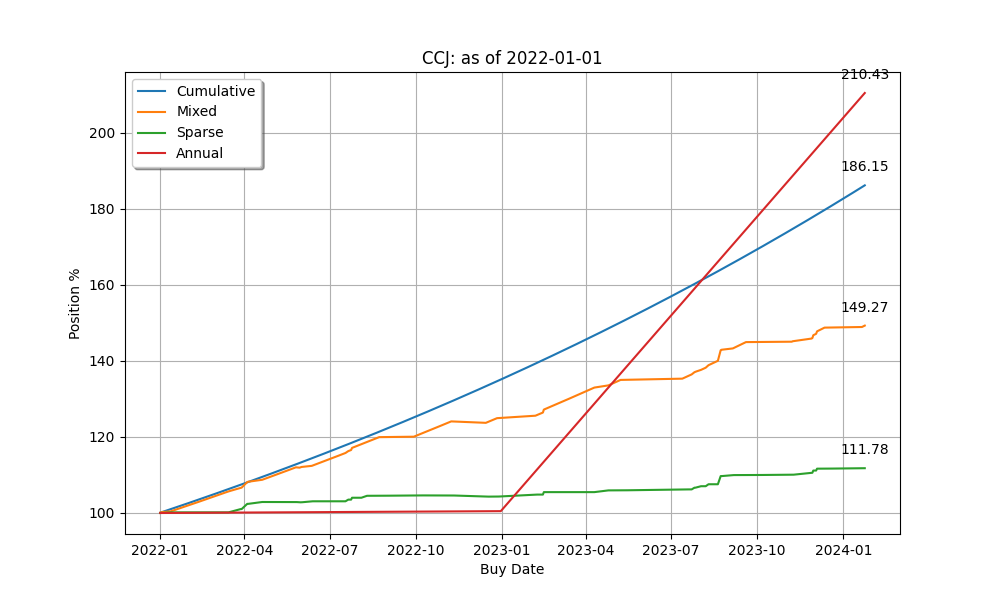 CCJ: as of 2022-01-01
Cumulative
Mixed
Sparse
Annual
210.43
186.15
149.27
111.78
200
180
160
140
120
100
Position %
2022-01 2022-04 2022-07 2022-10 2023-01 2023-04 2023-07 2023-10 2024-01
Buy Date